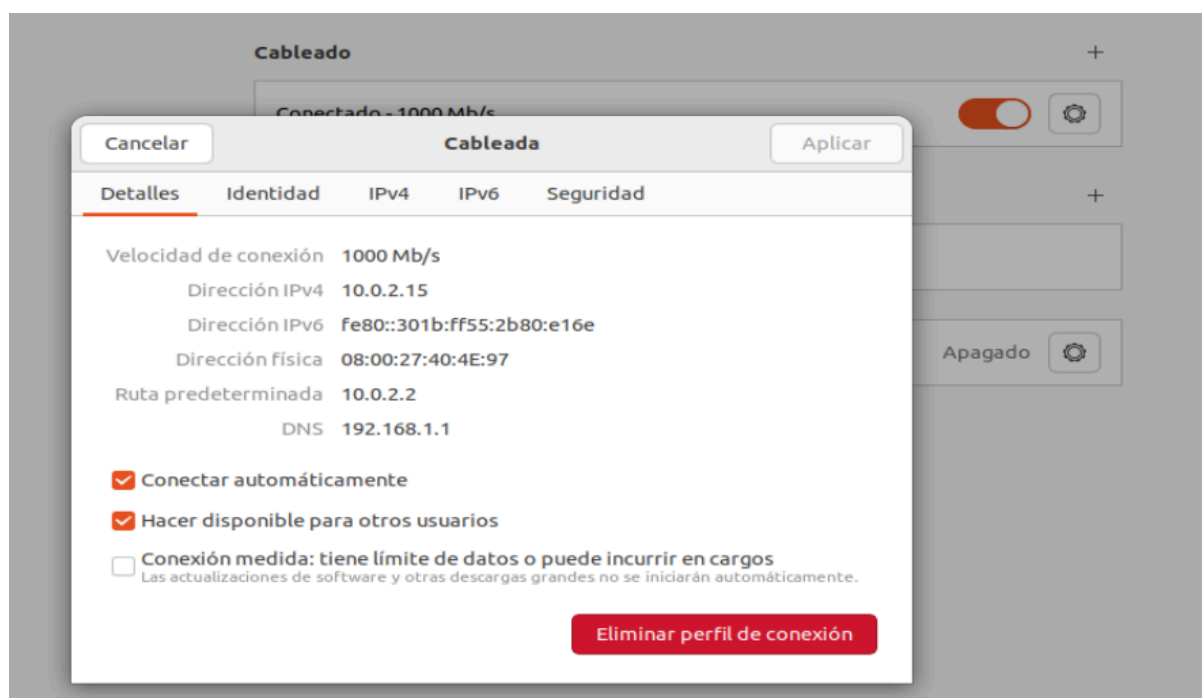 Cableado +
Conectado - 1000 Mb/s
Cancelar Cableada Aplicar
Detalles Identidad IPv4 IPv6 Seguridad
+
Velocidad de conexión 1000 Mb/s
Dirección IPv4 10.0.2.15
Dirección IPv6 fe80::301b:ff55:2b80:e16e
Dirección física 08:00:27:40:4E:97
Apagado
Ruta predeterminada 10.0.2.2
DNS 192.168.1.1
Conectar automáticamente
Hacer disponible para otros usuarios
Conexión medida: tiene límite de datos o puede incurrir en cargos
Las actualizaciones de software y otras descargas grandes no se iniciarán automáticamente.
Eliminar perfil de conexión